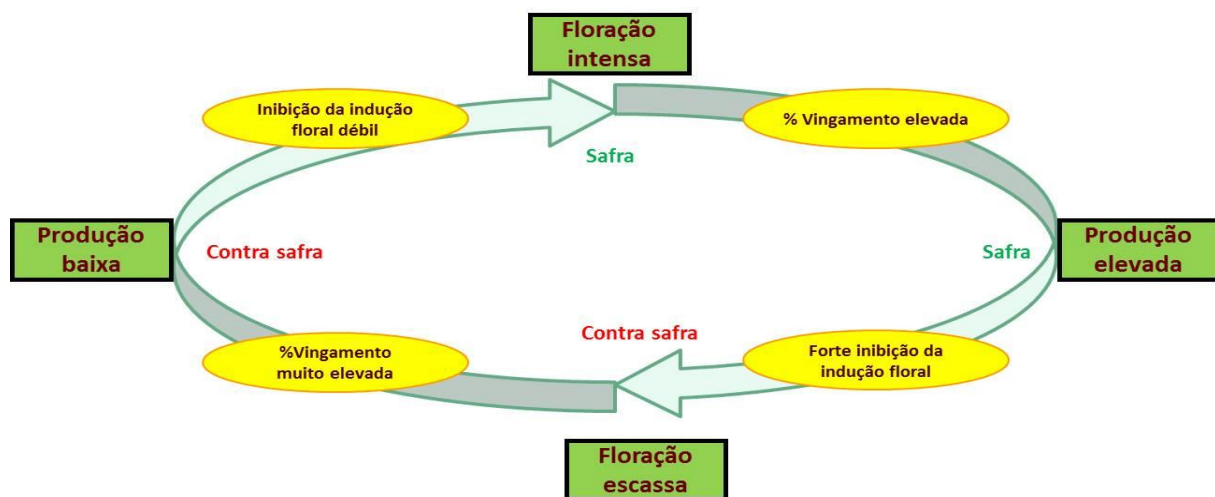 Floração
intensa
Inibição da indução
floral débil
% Vingamento elevada
Safra
Produção
baixa
Contra safra
Safra
Produção
elevada
Contra safra
%Vingamento
muito elevada
Forte inibição da
indução floral
Floração
escassa